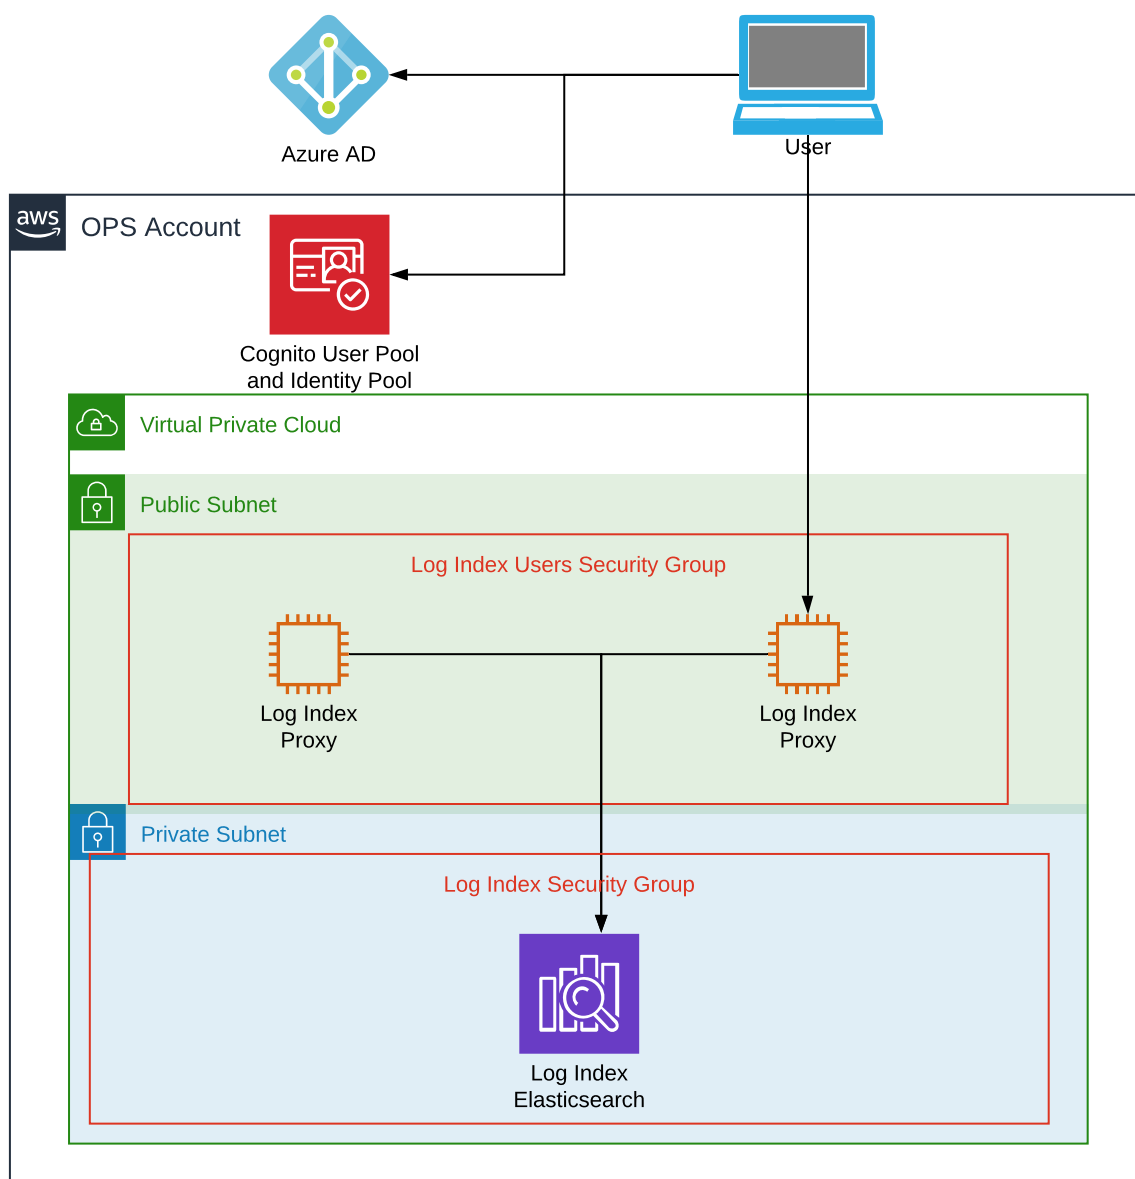 Azure AD
User
aws
OPS Account
Cognito User Pool
and Identity Pool
Virtual Private Cloud
Public Subnet
Log Index Users Security Group
Log Index
Proxy
Log Index
Proxy
Private Subnet
Log Index Security Group
Log Index
Elasticsearch